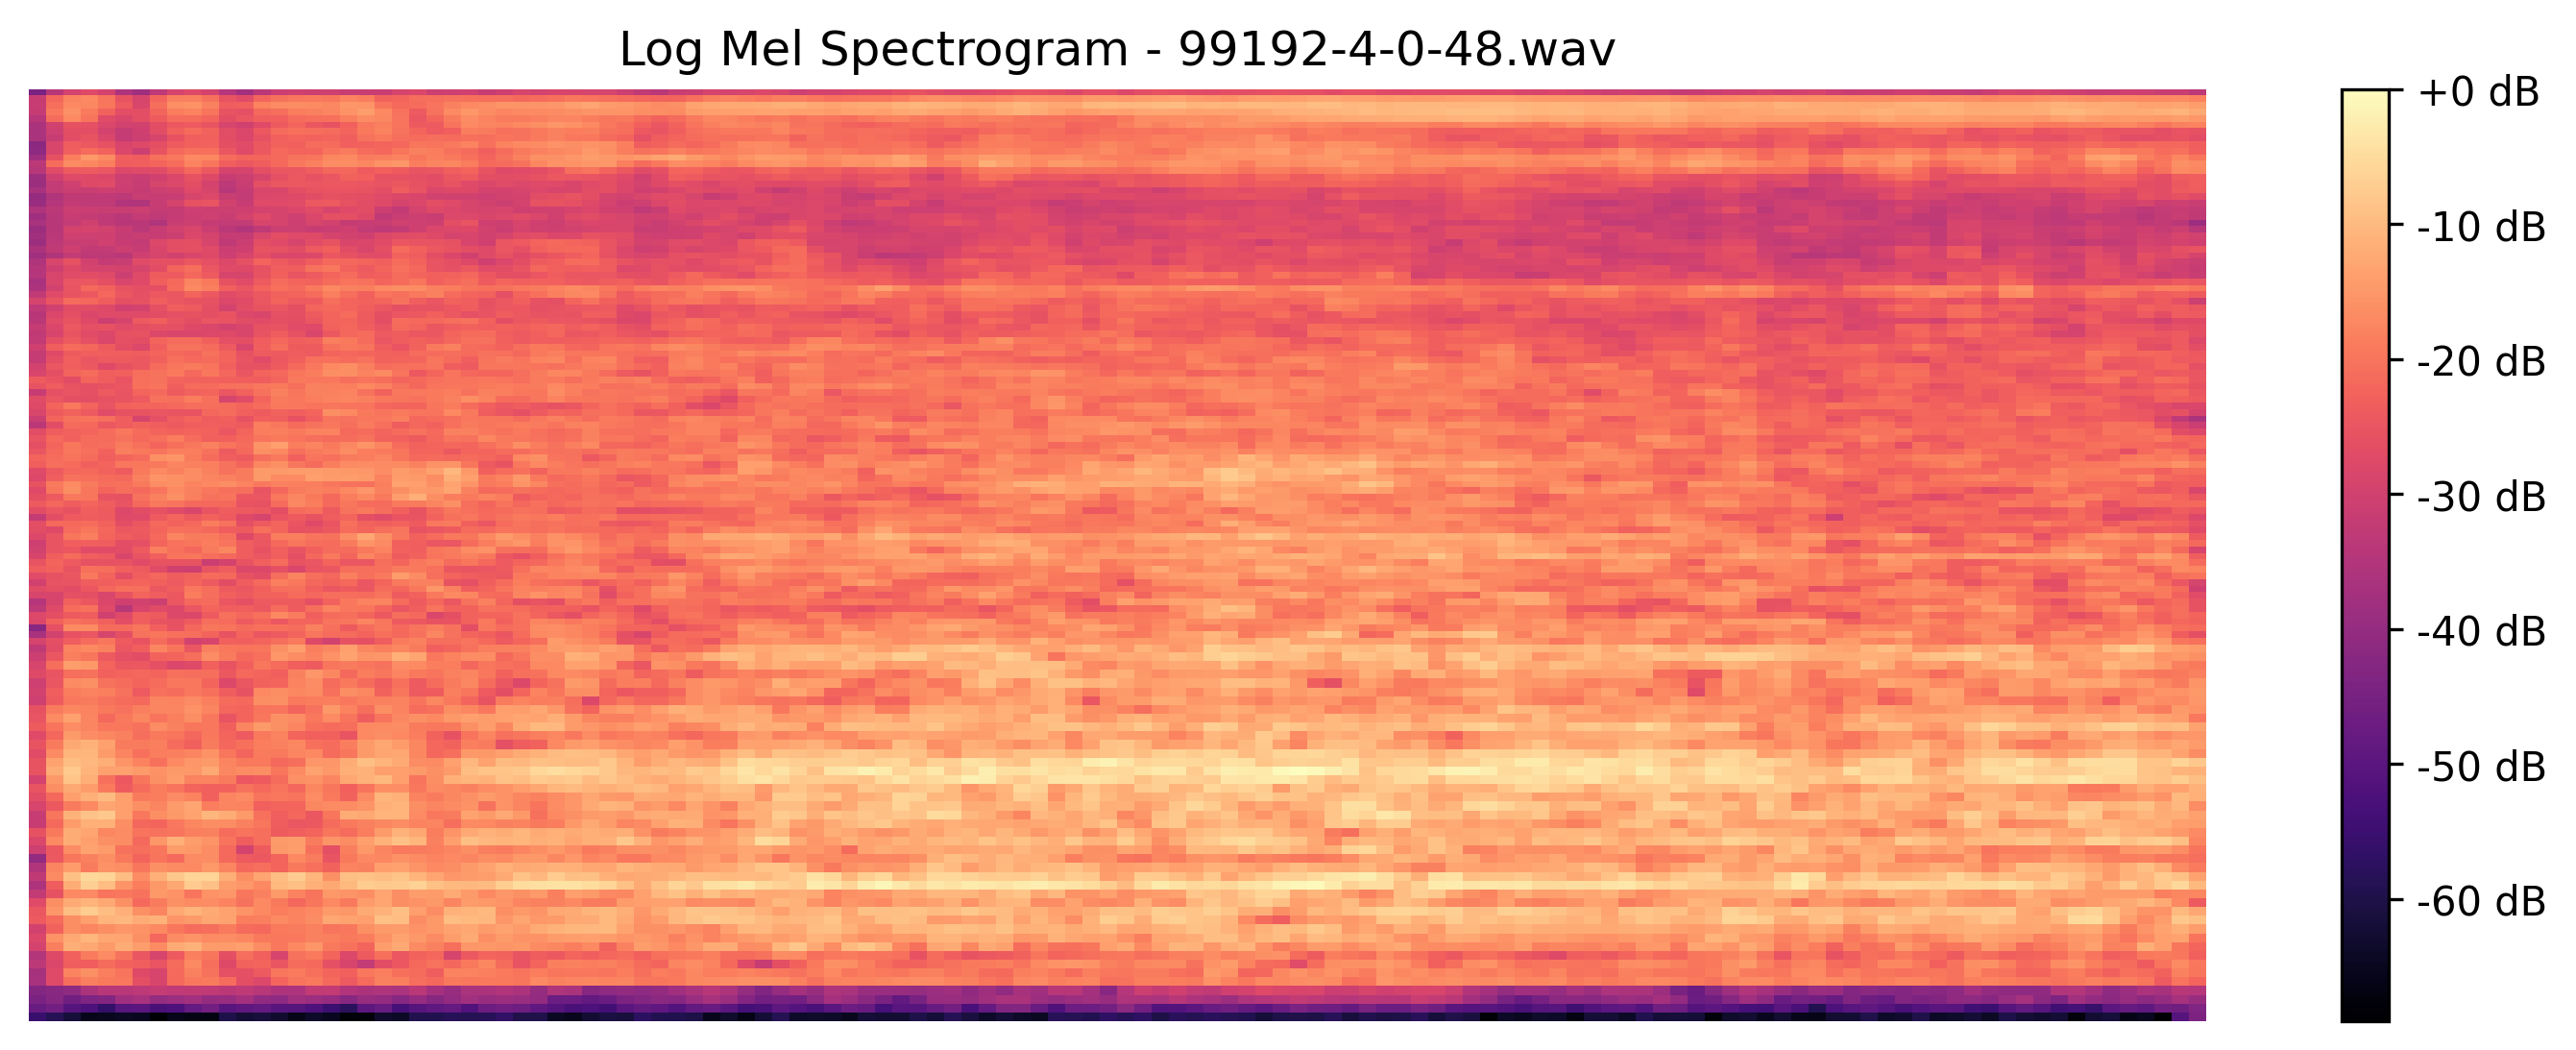 Log Mel Spectrogram - 99192-4-0-48.wav
+0 dB
-10 dB
-20 dB
-30 dB
-40 dB
-50 dB
-60 dB